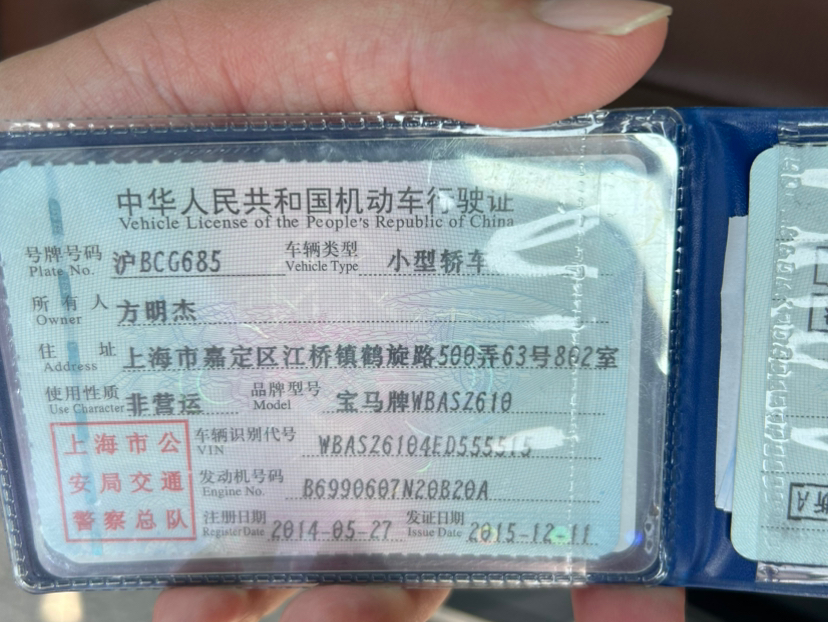 中华人民共和国机动车行驶证
Vehicle License of the People's Republic of China
号牌号码 沪BCG685 车辆类型 小型轿车
Plate No. Vehicle Type
所有人 方明杰
Owner
住址 上海市嘉定区江桥镇鹤旋路500弄63号802室
Address
使用性质 非营运 品牌型号 宝马牌WBASZ610
Use Character Model
上海市公 车辆识别代号 WBASZ6104ED555515
VIN
安局交通 发动机号码 B6990607N20B20A
Engine No.
警察总队 注册日期 2014-05-27 发证日期 2015-12-11
Register Date Issue Date